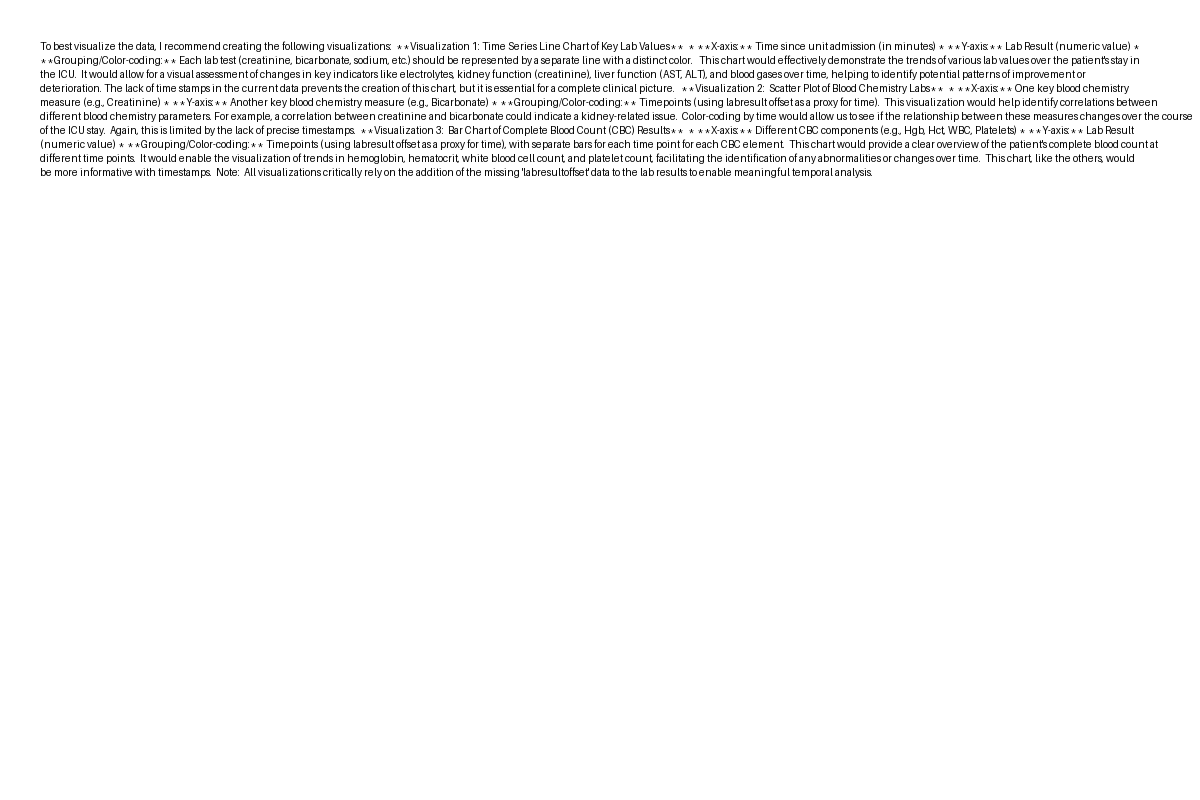 To best visualize the data, I recommend creating the following visualizations:  **Visualization 1: Time Series Line Chart of Key Lab Values**  * **X-axis:** Time since unit admission (in minutes) * **Y-axis:** Lab Result (numeric value) *
**Grouping/Color-coding:** Each lab test (creatinine, bicarbonate, sodium, etc.) should be represented by a separate line with a distinct color.   This chart would effectively demonstrate the trends of various lab values over the patient's stay in
the ICU.  It would allow for a visual assessment of changes in key indicators like electrolytes, kidney function (creatinine), liver function (AST, ALT), and blood gases over time, helping to identify potential patterns of improvement or
deterioration. The lack of time stamps in the current data prevents the creation of this chart, but it is essential for a complete clinical picture.   **Visualization 2:  Scatter Plot of Blood Chemistry Labs**  * **X-axis:** One key blood chemistry
measure (e.g., Creatinine) * **Y-axis:** Another key blood chemistry measure (e.g., Bicarbonate) * **Grouping/Color-coding:** Timepoints (using labresult offset as a proxy for time).  This visualization would help identify correlations between
different blood chemistry parameters. For example, a correlation between creatinine and bicarbonate could indicate a kidney-related issue.  Color-coding by time would allow us to see if the relationship between these measures changes over the course
of the ICU stay.  Again, this is limited by the lack of precise timestamps.  **Visualization 3:  Bar Chart of Complete Blood Count (CBC) Results**  * **X-axis:** Different CBC components (e.g., Hgb, Hct, WBC, Platelets) * **Y-axis:** Lab Result
(numeric value) * **Grouping/Color-coding:** Timepoints (using labresult offset as a proxy for time), with separate bars for each time point for each CBC element.  This chart would provide a clear overview of the patient's complete blood count at
different time points.  It would enable the visualization of trends in hemoglobin, hematocrit, white blood cell count, and platelet count, facilitating the identification of any abnormalities or changes over time.  This chart, like the others, would
be more informative with timestamps.  Note:  All visualizations critically rely on the addition of the missing 'labresultoffset' data to the lab results to enable meaningful temporal analysis.